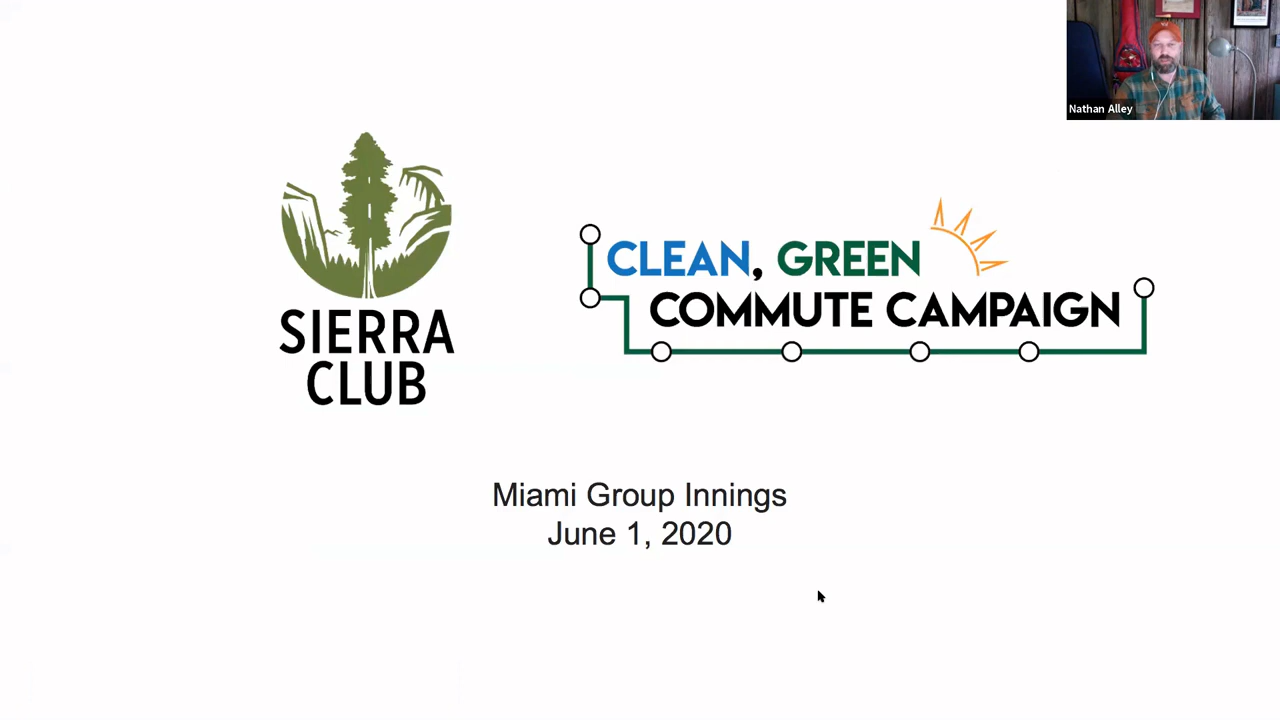 Nathan Alley
SIERRA
CLUB
CLEAN, GREEN
COMMUTE CAMPAIGN
Miami Group Innings
June 1, 2020